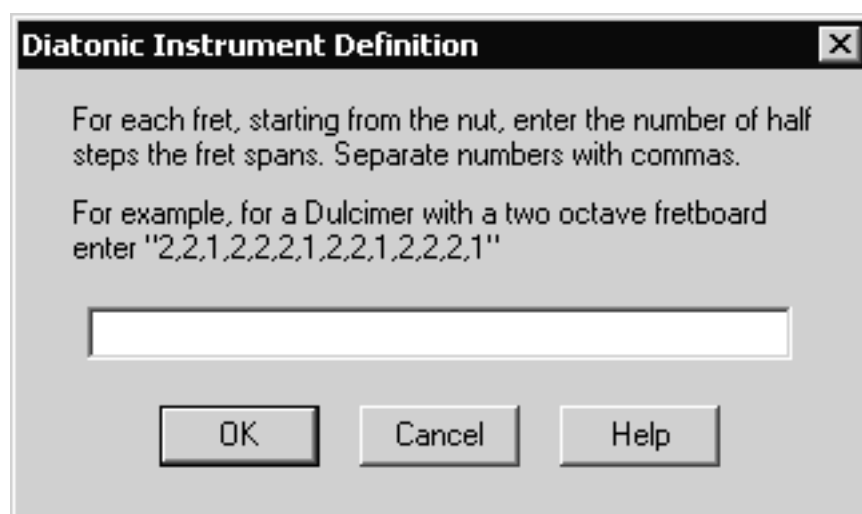 Diatonic Instrument Definition
For each fret, starting from the nut, enter the number of half
steps the fret spans. Separate numbers with commas.
For example, for a Dulcimer with a two octave fretboard
enter "2,2,1,2,2,2,1,2,2,1,2,2,2,1"
OK Cancel Help